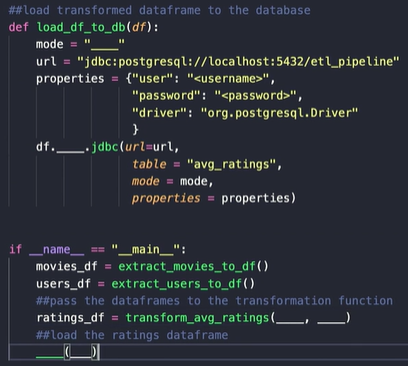 ##load transformed dataframe to the database
def load_df_to_db(df):
    mode = "____"
    url = "jdbc:postgresql://localhost:5432/etl_pipeline"
    properties = {"user": "<username>",
                  "password": "<password>",
                  "driver": "org.postgresql.Driver"
                  }
    df.____.jdbc(url=url,
                  table = "avg_ratings",
                  mode = mode,
                  properties = properties)
if __name__ == "__main__":
    movies_df = extract_movies_to_df()
    users_df = extract_users_to_df()
    ##pass the dataframes to the transformation function
    ratings_df = transform_avg_ratings(____, ____)
    ##load the ratings dataframe
    ____(___)